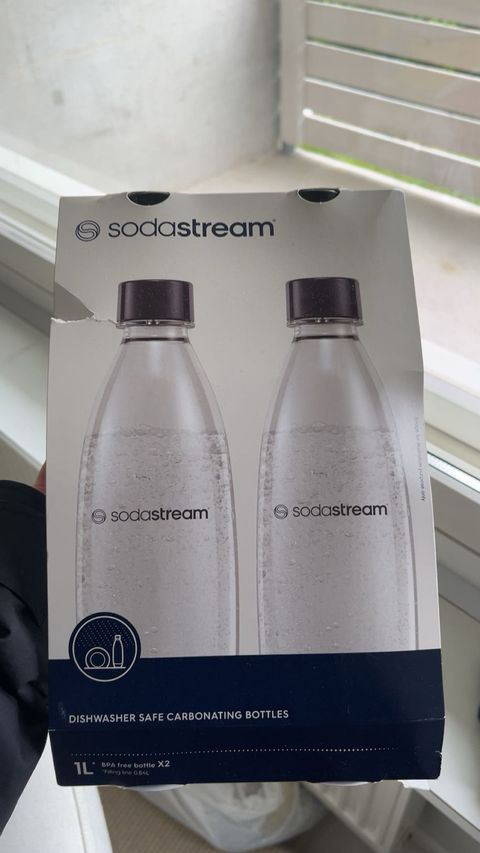 sodastream
sodastream
sodastream
DISHWASHER SAFE CARBONATING BOTTLES
1L* BPA free bottle X2
*Filling line 0.84L